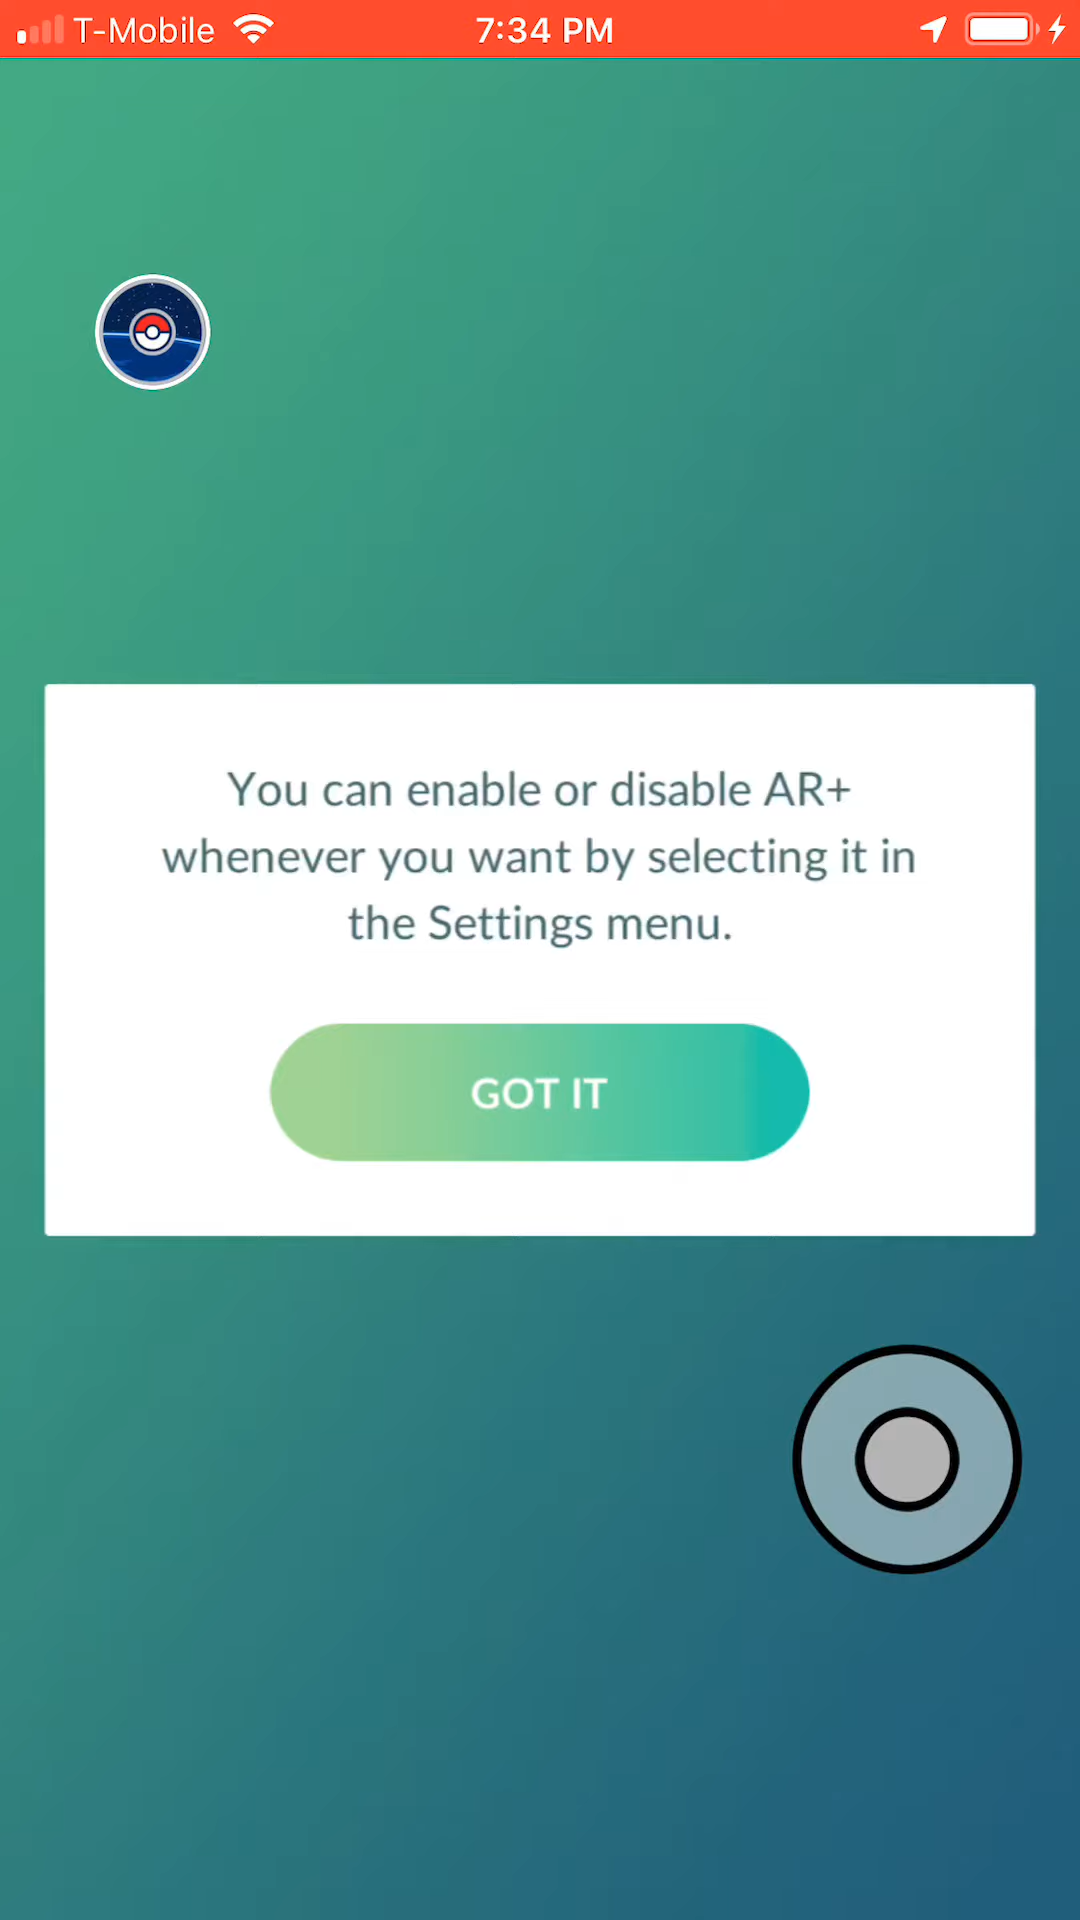 T-Mobile 7:34 PM
You can enable or disable AR+
whenever you want by selecting it in
the Settings menu.
GOT IT